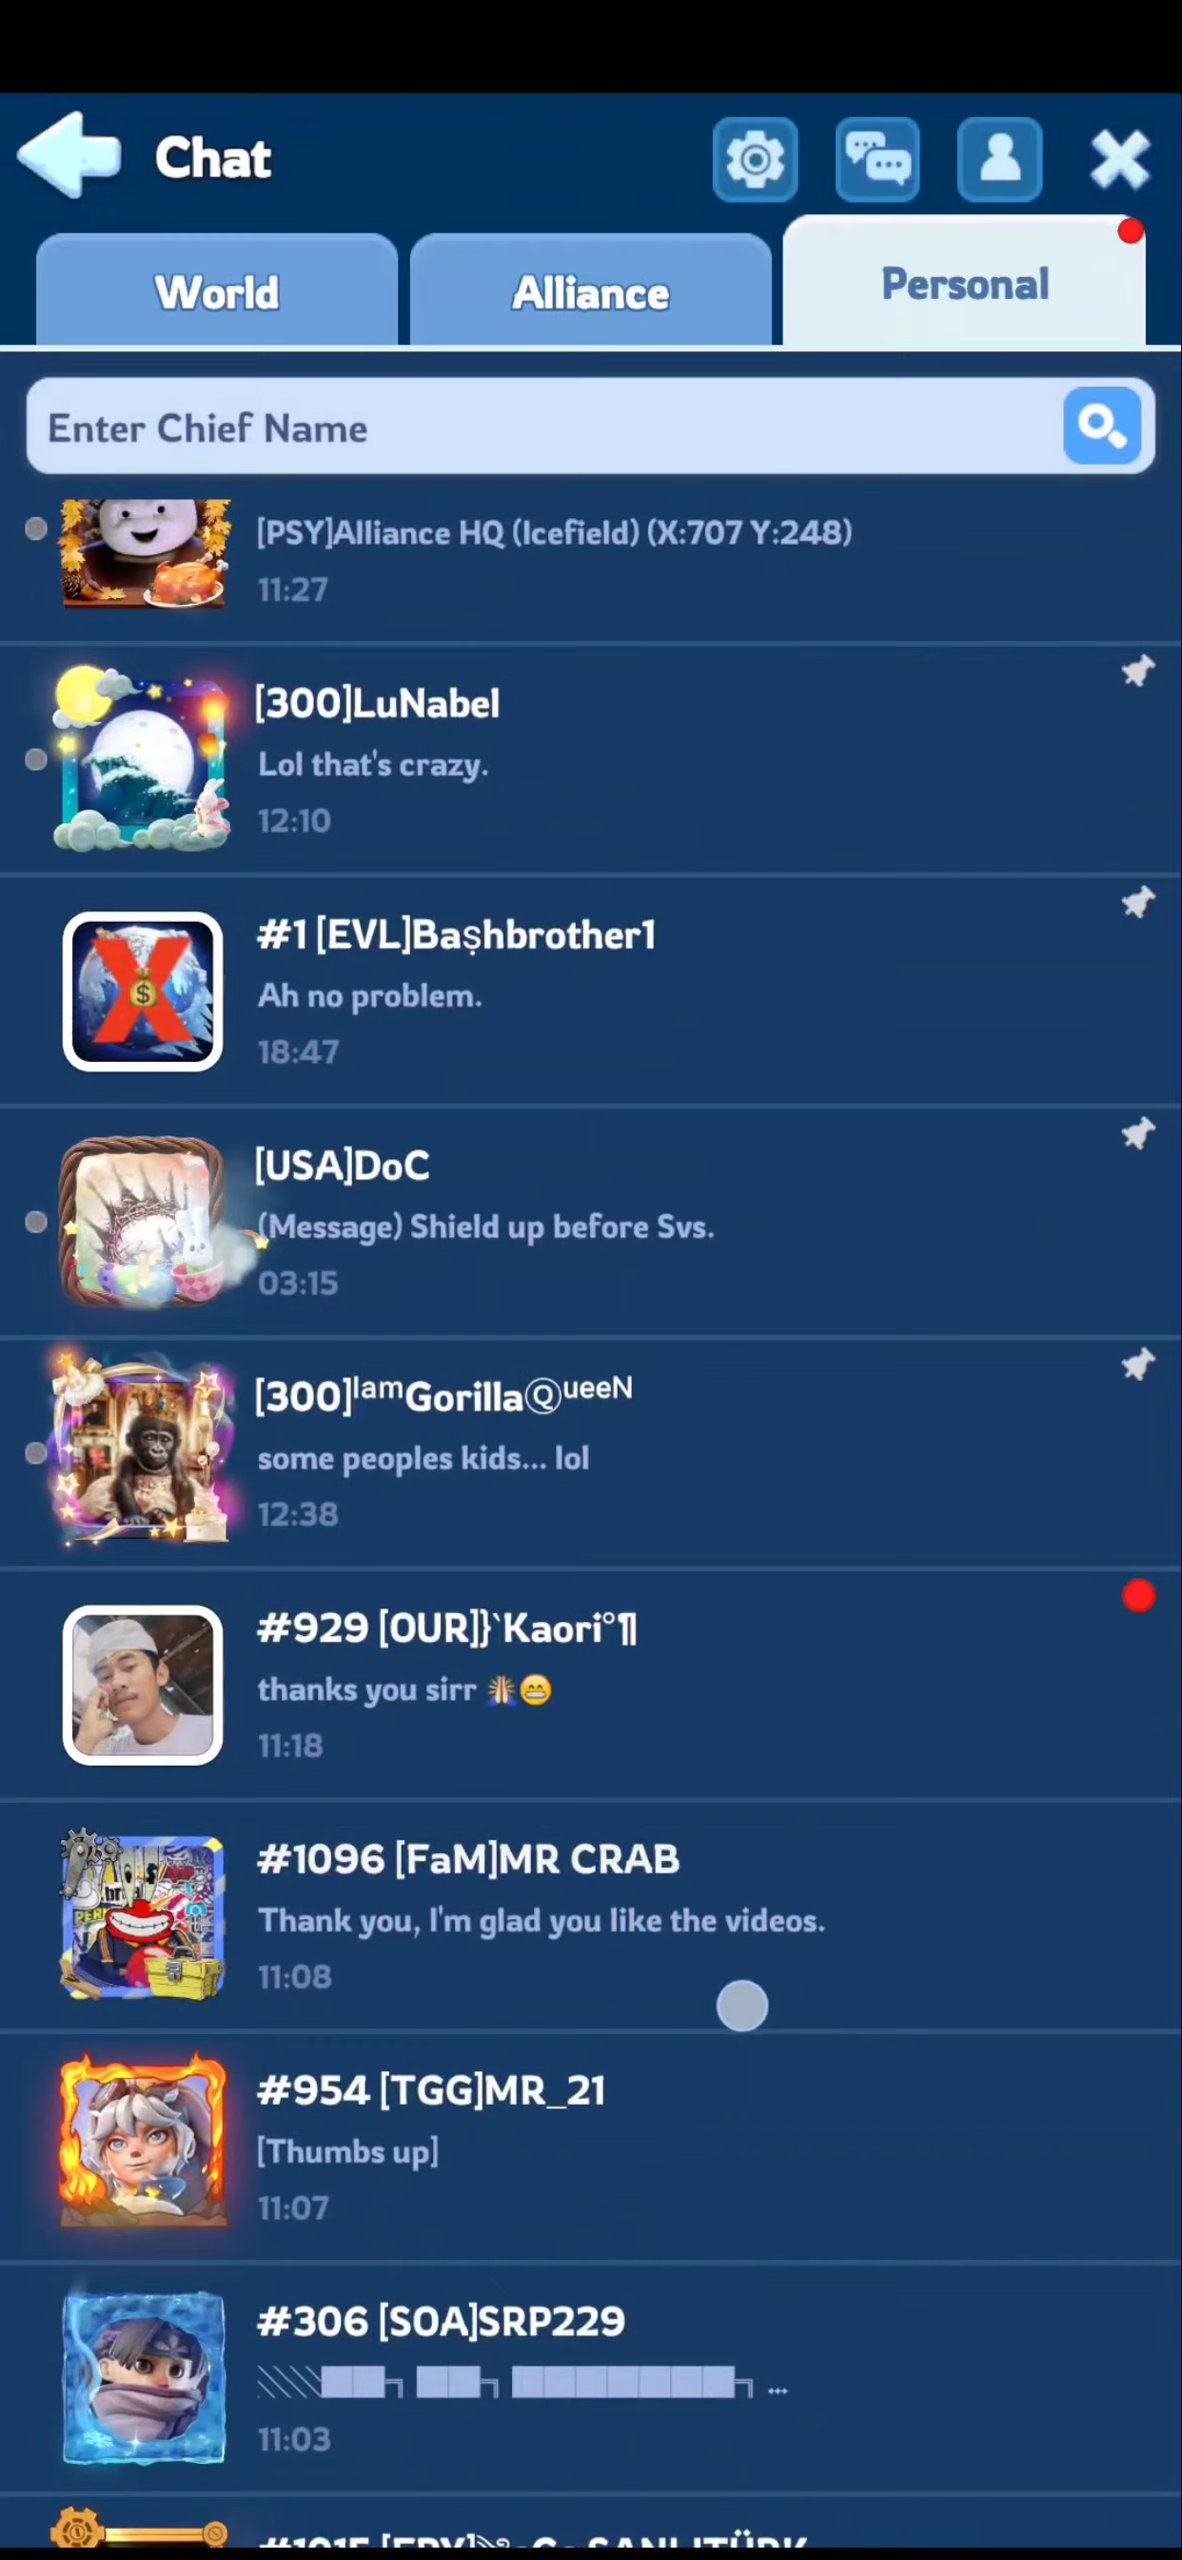 Chat
World
Alliance
Personal
Enter Chief Name
[PSY]Alliance HQ (Icefield) (X:707 Y:248)
11:27
[300]LuNabel
Lol that's crazy.
12:10
#1 [EVL]Baṣhbrother1
Ah no problem.
18:47
[USA]DoC
(Message) Shield up before Svs.
03:15
[300]ᴵᵃᵐGorillaⓆᵘᵉᵉᴺ
some peoples kids... lol
12:38
#929 [OUR]}`Kaori°¶
thanks you sirr 🙏😁
11:18
#1096 [FaM]MR CRAB
Thank you, I'm glad you like the videos.
11:08
#954 [TGG]MR_21
[Thumbs up]
11:07
#306 [SOA]SRP229
11:03